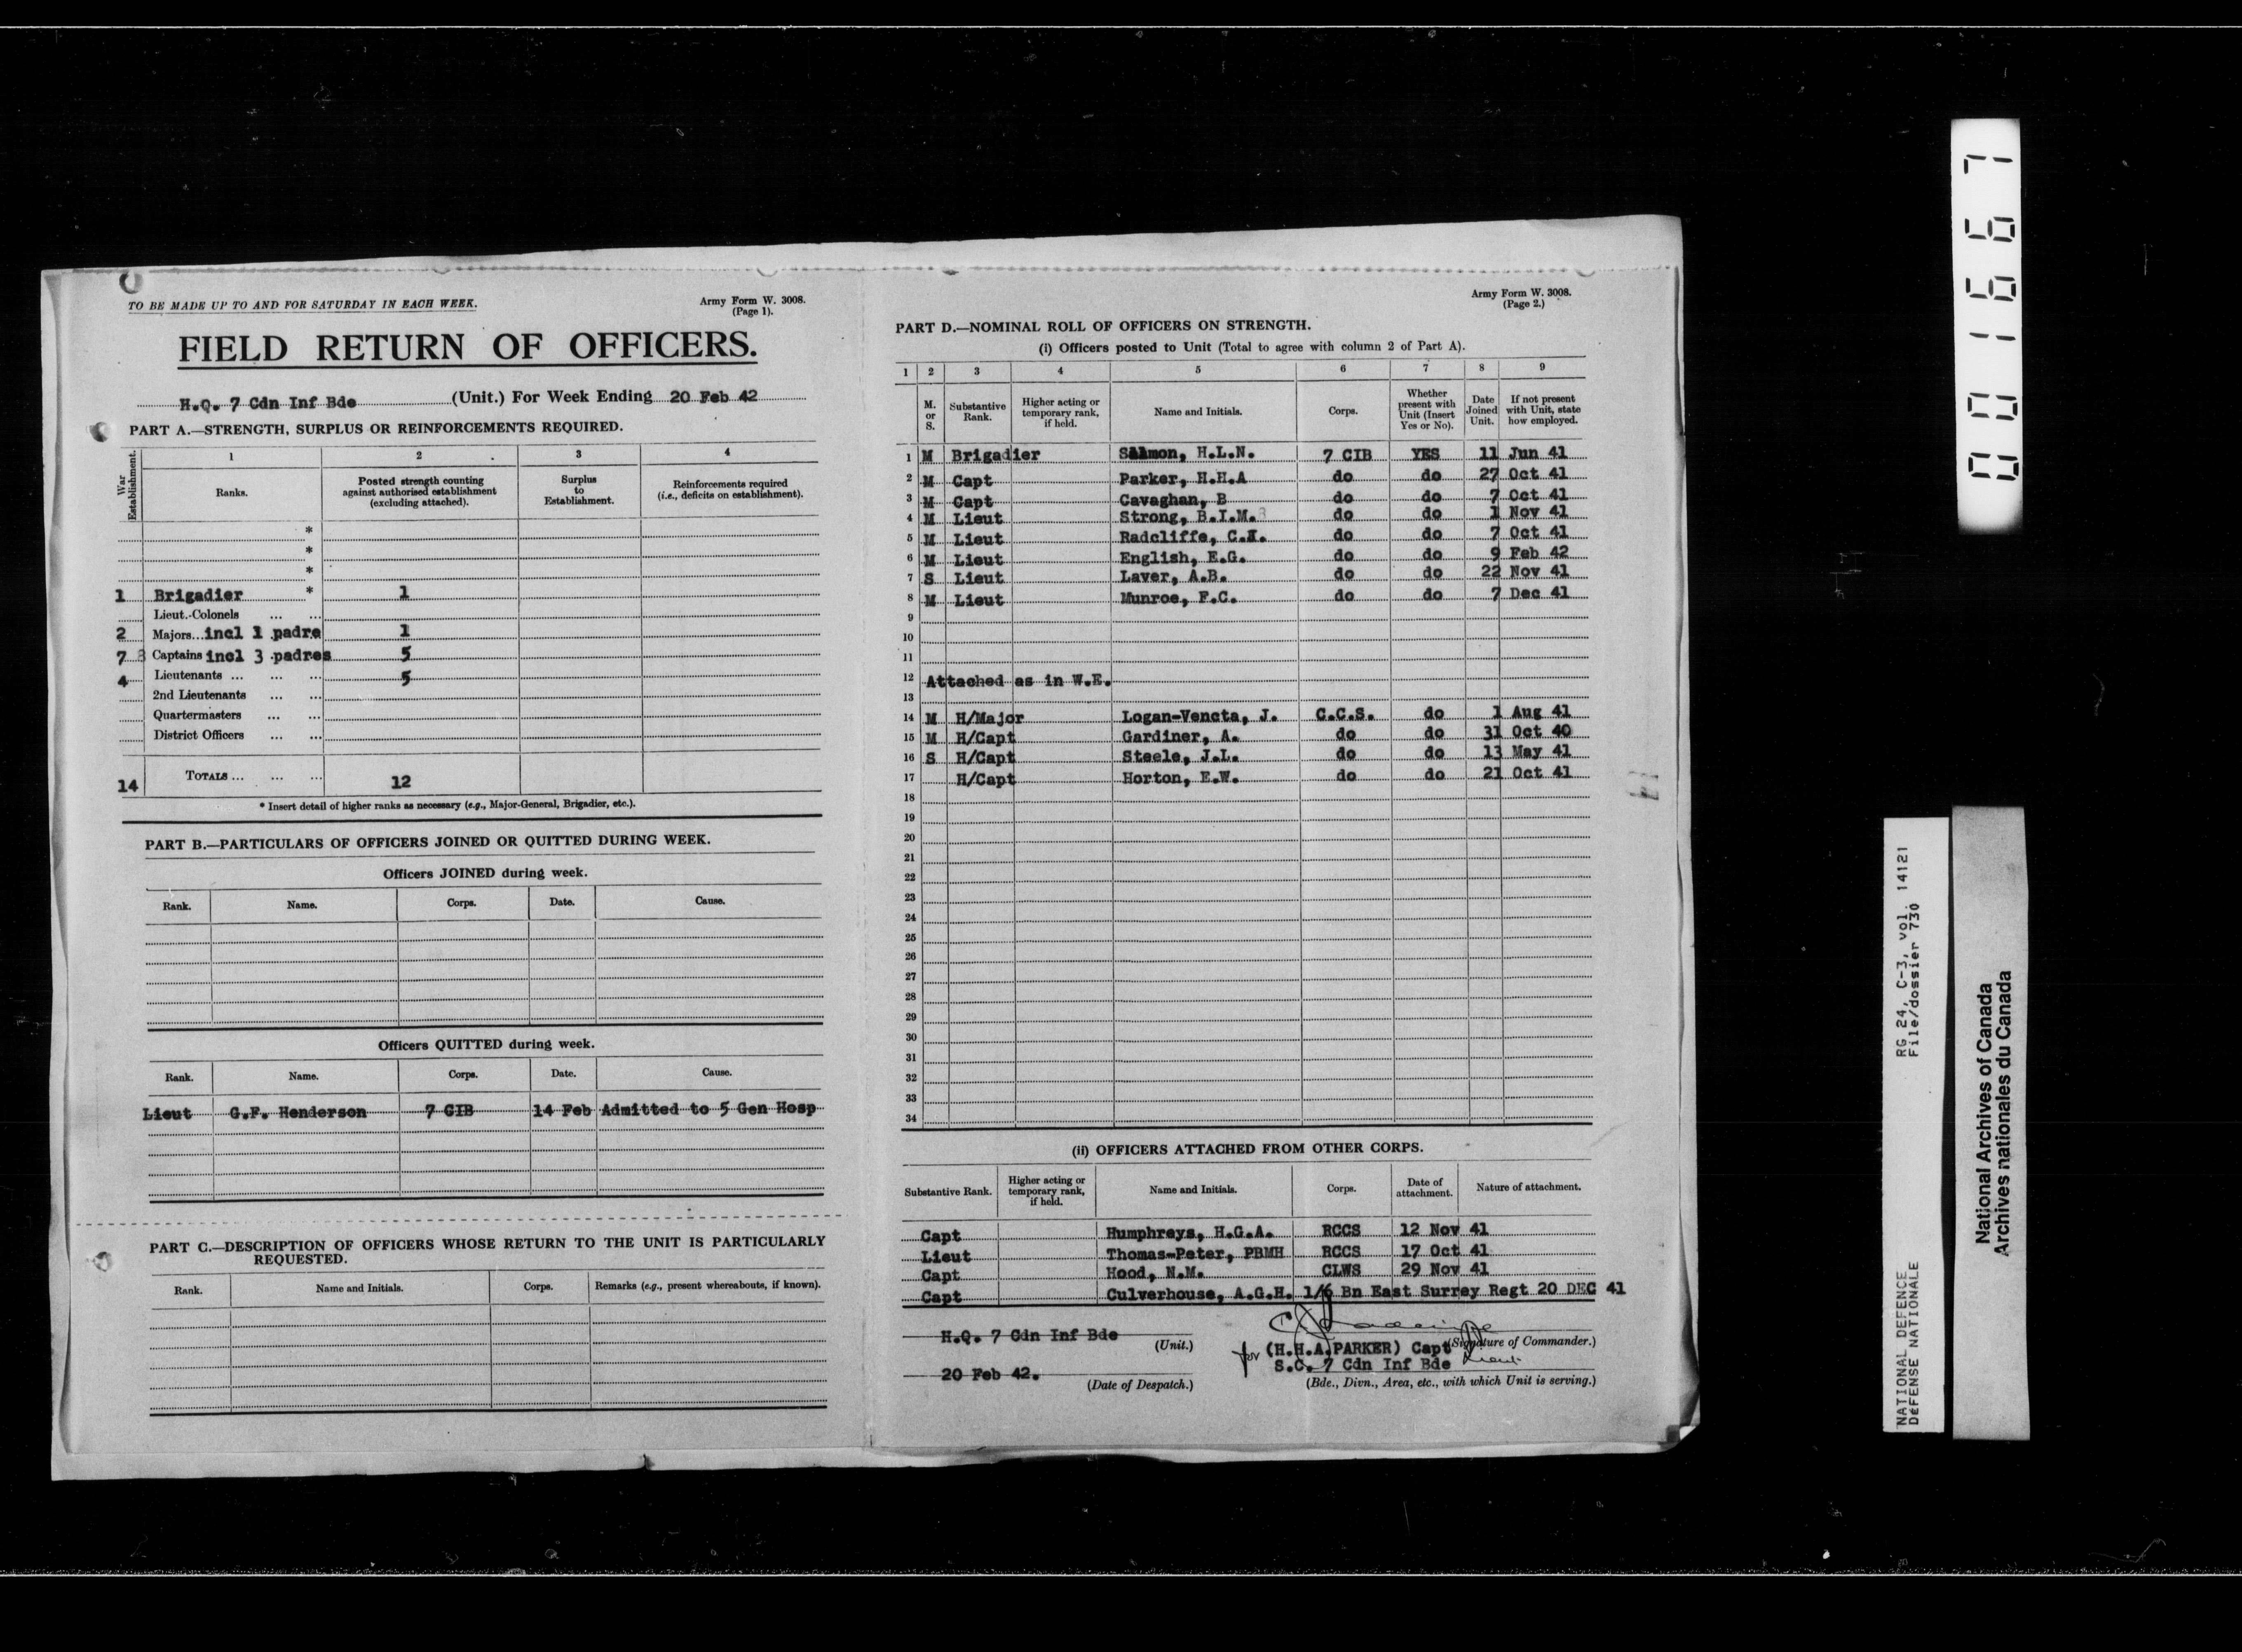 TO BE MADE UP TO AND FOR SATURDAY IN EACH WEEK.
Army Form W. 3008.
(Page 1).
FIELD RETURN OF OFFICERS.
H.Q. 7 Cdn Inf Bde (Unit.) For Week Ending 20 Feb 42
PART A.—STRENGTH, SURPLUS OR REINFORCEMENTS REQUIRED.
War Establishment.
1 2 3 4
Ranks.
Posted strength counting against authorised establishment (excluding attached).
Surplus to Establishment.
Reinforcements required (i.e., deficits on establishment).
*
*
*
1 Brigadier * 1
Lieut.-Colonels ... ...
2 Majors... incl 1 padre 1
7 Captains incl 3 padres 5
4 Lieutenants ... ... ... 5
2nd Lieutenants ... ...
Quartermasters ... ...
District Officers ... ...
14 TOTALS ... ... ... 12
* Insert detail of higher ranks as necessary (e.g., Major-General, Brigadier, etc.).
PART B.—PARTICULARS OF OFFICERS JOINED OR QUITTED DURING WEEK.
Officers JOINED during week.
Rank. Name. Corps. Date. Cause.
Officers QUITTED during week.
Rank. Name. Corps. Date. Cause.
Lieut G.F. Henderson 7 CIB 14 Feb Admitted to 5 Gen Hosp
PART C.—DESCRIPTION OF OFFICERS WHOSE RETURN TO THE UNIT IS PARTICULARLY
REQUESTED.
Rank. Name and Initials. Corps. Remarks (e.g., present whereabouts, if known).
Army Form W. 3008.
(Page 2.)
PART D.—NOMINAL ROLL OF OFFICERS ON STRENGTH.
(i) Officers posted to Unit (Total to agree with column 2 of Part A).
1 2 3 4 5 6 7 8 9
M. or S.
Substantive Rank.
Higher acting or temporary rank, if held.
Name and Initials.
Corps.
Whether present with Unit (Insert Yes or No).
Date Joined Unit.
If not present with Unit, state how employed.
1 M Brigadier Salmon, H.L.N. 7 CIB YES 11 Jun 41
2 M Capt Parker, H.H.A do do 27 Oct 41
3 M Capt Cavaghan, B do do 7 Oct 41
4 M Lieut Strong, B.I.M. do do 1 Nov 41
5 M Lieut Radcliffe, C.K. do do 7 Oct 41
6 M Lieut English, E.G. do do 9 Feb 42
7 S Lieut Laver, A.B. do do 22 Nov 41
8 M Lieut Munroe, F.C. do do 7 Dec 41
9
10
11
12 Attached as in W.E.
13
14 M H/Major Logan-Vencta, J. C.C.S. do 1 Aug 41
15 M H/Capt Gardiner, A. do do 31 Oct 40
16 S H/Capt Steele, J.L. do do 13 May 41
17 H/Capt Horton, E.W. do do 21 Oct 41
18
19
20
21
22
23
24
25
26
27
28
29
30
31
32
33
34
(ii) OFFICERS ATTACHED FROM OTHER CORPS.
Substantive Rank.
Higher acting or temporary rank, if held.
Name and Initials.
Corps.
Date of attachment.
Nature of attachment.
Capt Humphreys, H.G.A. RCCS 12 Nov 41
Lieut Thomas-Peter, PBMH RCCS 17 Oct 41
Capt Hood, N.M. CLWS 29 Nov 41
Capt Culverhouse, A.G.H. 1/6 Bn East Surrey Regt 20 DEC 41
H.Q. 7 Cdn Inf Bde (Unit.)
20 Feb 42. (Date of Despatch.)
for (H.H.A.PARKER) Capt (Signature of Commander.)
S.C. 7 Cdn Inf Bde Lieut
(Bde., Divn., Area, etc., with which Unit is serving.)
001667
RG 24, C-3, vol. 14121
File/dossier 730
NATIONAL DEFENCE
DÉFENSE NATIONALE
National Archives of Canada
Archives nationales du Canada